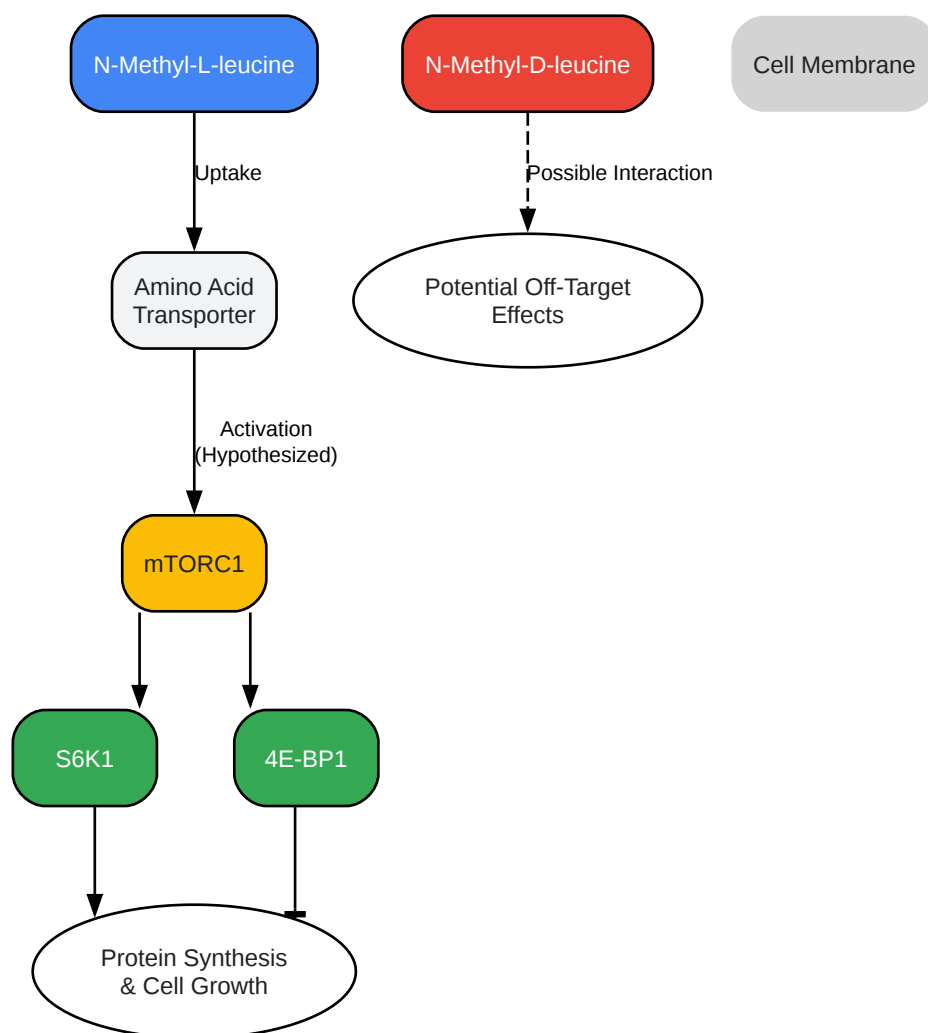 N-Methyl-L-leucine
N-Methyl-D-leucine
Cell Membrane
Uptake
Possible Interaction
Amino Acid
Transporter
Potential Off-Target
Effects
Activation
(Hypothesized)
mTORC1
S6K1
4E-BP1
Protein Synthesis
& Cell Growth